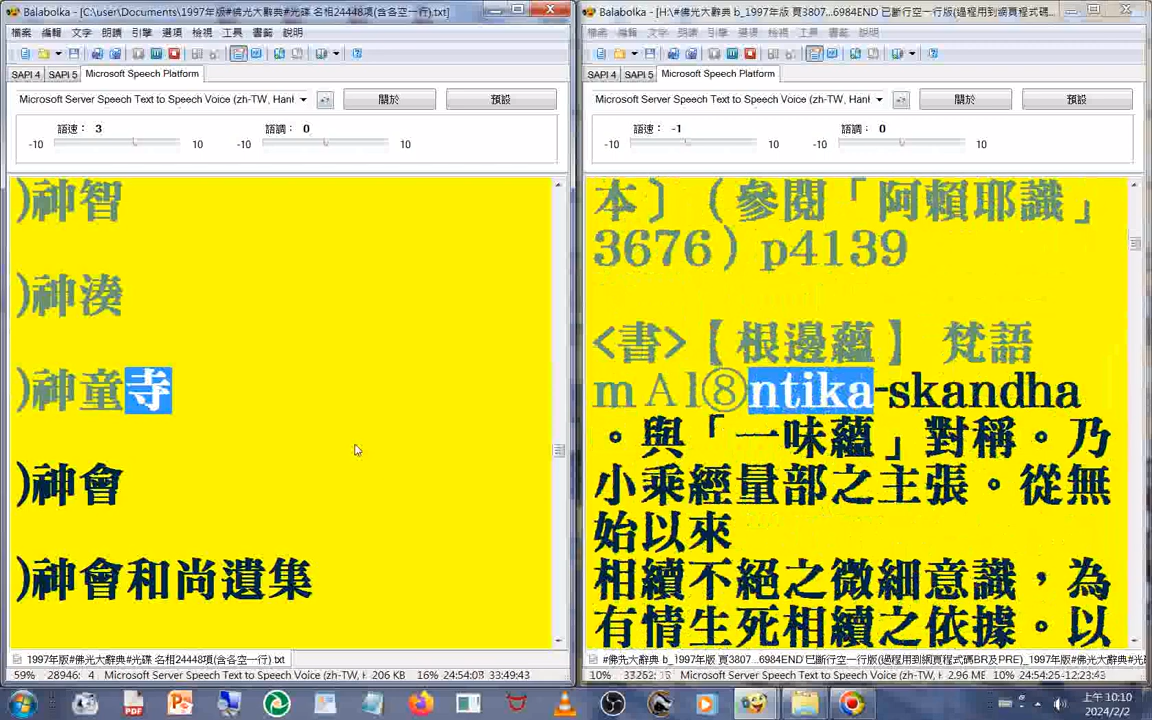 Balabolka - [C:\user\Documents\1997年版#佛光大辭典#光碟 名相24448項(含各空一行).txt]
檔案 編輯 文字 朗讀 引擎 選項 檢視 工具 書籤 說明
SAPI 4 SAPI 5 Microsoft Speech Platform
Microsoft Server Speech Text to Speech Voice (zh-TW, Hanl
關於 預設
語速： 3 語調： 0
-10 10 -10 10
)神智
)神湊
)神童寺
)神會
)神會和尚遺集
1997年版#佛光大辭典#光碟 名相24448項(含各空一行).txt
59% 28946: 4 Microsoft Server Speech Text to Speech Voice (zh-TW, H 206 KB 16% 24:54:03 33:49:43
Balabolka - [H:\#佛光大辭典 b_1997年版 頁3807...6984END 已斷行空一行版(過程用到網頁程式碼...
檔案 編輯 文字 朗讀 引擎 選項 檢視 工具 書籤 說明
SAPI 4 SAPI 5 Microsoft Speech Platform
Microsoft Server Speech Text to Speech Voice (zh-TW, Hanl
關於 預設
語速： -1 語調： 0
-10 10 -10 10
本〕（參閱「阿賴耶識」
3676）p4139
<書>【根邊蘊】 梵語
mＡl⑧ntika-skandha
。與「一味蘊」對稱。乃
小乘經量部之主張。從無
始以來
相續不絕之微細意識，為
有情生死相續之依據。以
#佛光大辭典 b_1997年版 頁3807...6984END 已斷行空一行版(過程用到網頁程式碼BR及PRE)_1997年版#佛光大辭典#光
10% Microsoft Server Speech Text to Speech Voice (zh-TW, H 2.96 ME 10% 24:54:25-12:23:43
上午 10:10
2024/2/2